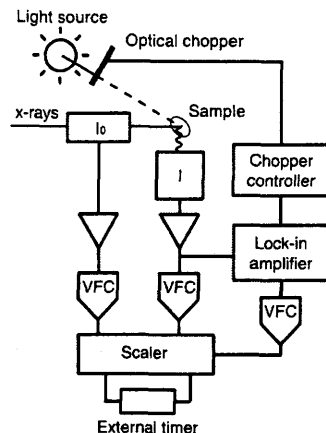 Light source
Optical chopper
x-rays
I₀
Sample
I
Chopper
controller
Lock-in
amplifier
VFC
VFC
VFC
Scaler
External timer